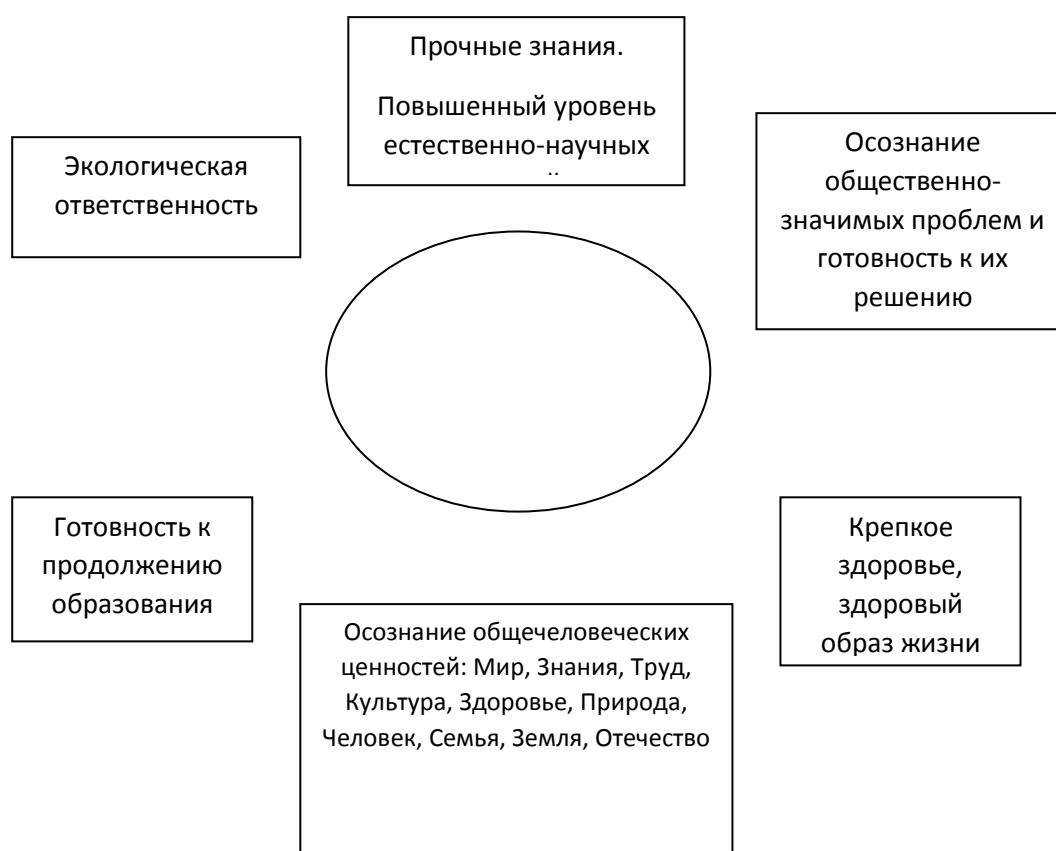 Прочные знания.
Повышенный уровень
естественно-научных
Экологическая
ответственность
Осознание
общественно-
значимых проблем и
готовность к их
решению
Готовность к
продолжению
образования
Крепкое
здоровье,
здоровый
образ жизни
Осознание общечеловеческих
ценностей: Мир, Знания, Труд,
Культура, Здоровье, Природа,
Человек, Семья, Земля, Отечество